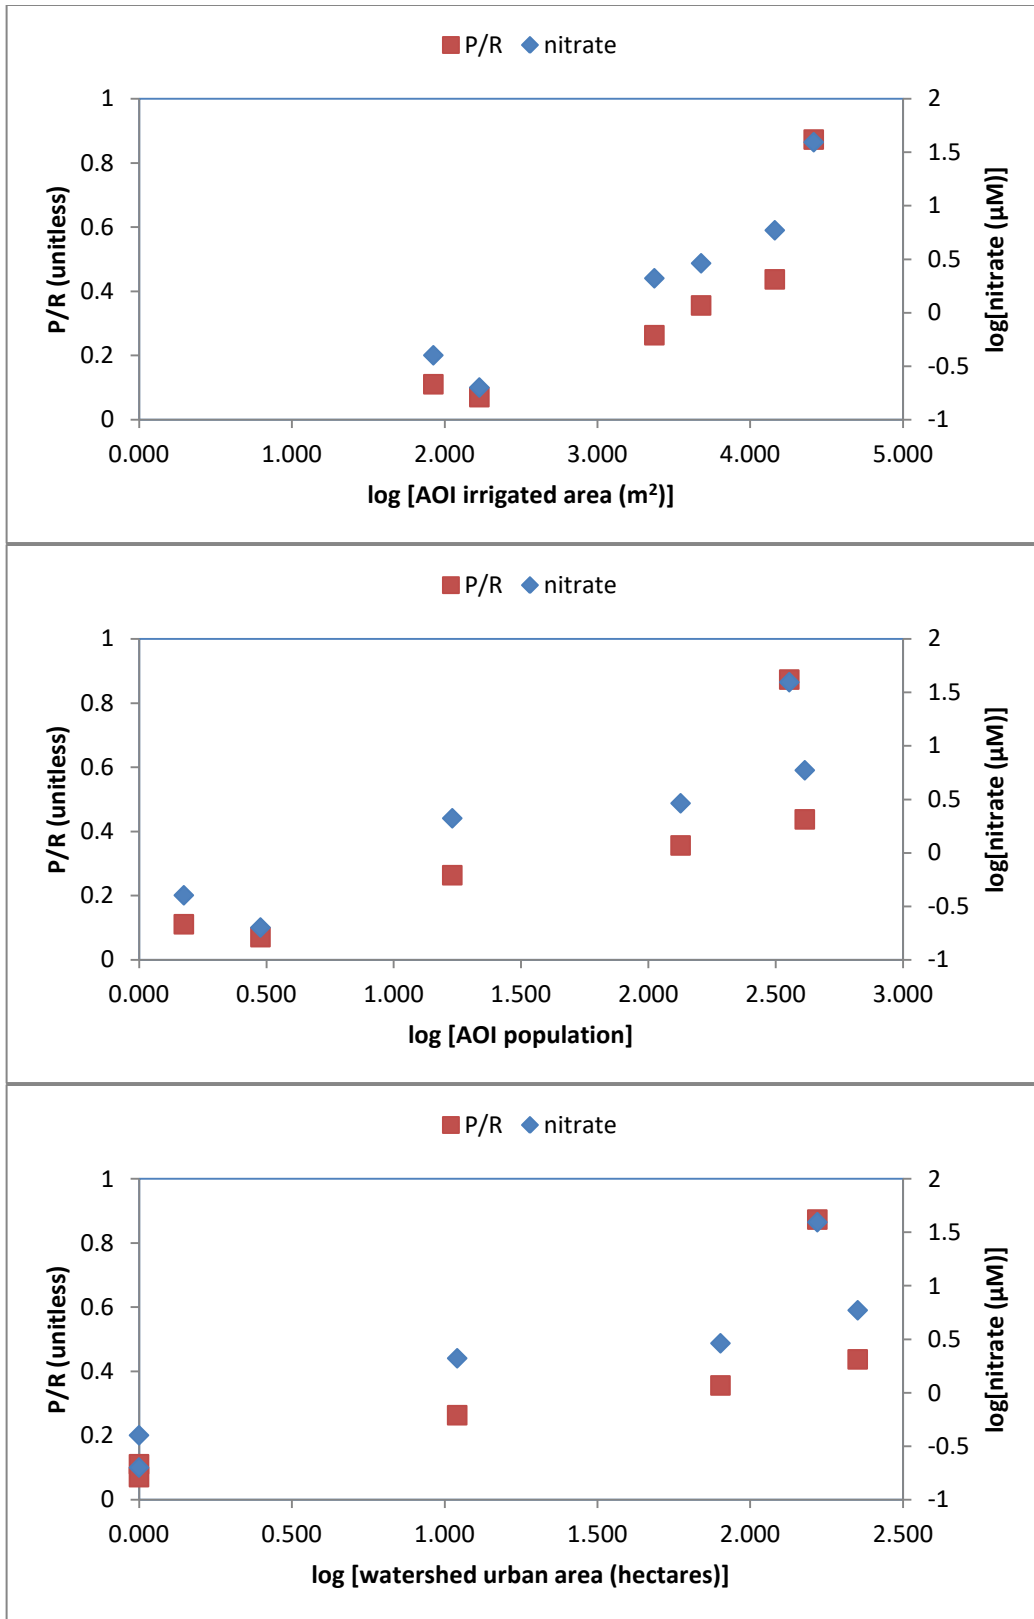 P/R nitrate
1 2
0.8 1.5
0.6 1
0.4 0.5
0
0.2 -0.5
0 -1
P/R (unitless)
log[nitrate (µM)]
0.000 1.000 2.000 3.000 4.000 5.000
log [AOI irrigated area (m²)]
P/R nitrate
1 2
0.8 1.5
0.6 1
0.4 0.5
0
0.2 -0.5
0 -1
P/R (unitless)
log[nitrate (µM)]
0.000 0.500 1.000 1.500 2.000 2.500 3.000
log [AOI population]
P/R nitrate
1 2
0.8 1.5
0.6 1
0.4 0.5
0
0.2 -0.5
0 -1
P/R (unitless)
log[nitrate (µM)]
0.000 0.500 1.000 1.500 2.000 2.500
log [watershed urban area (hectares)]